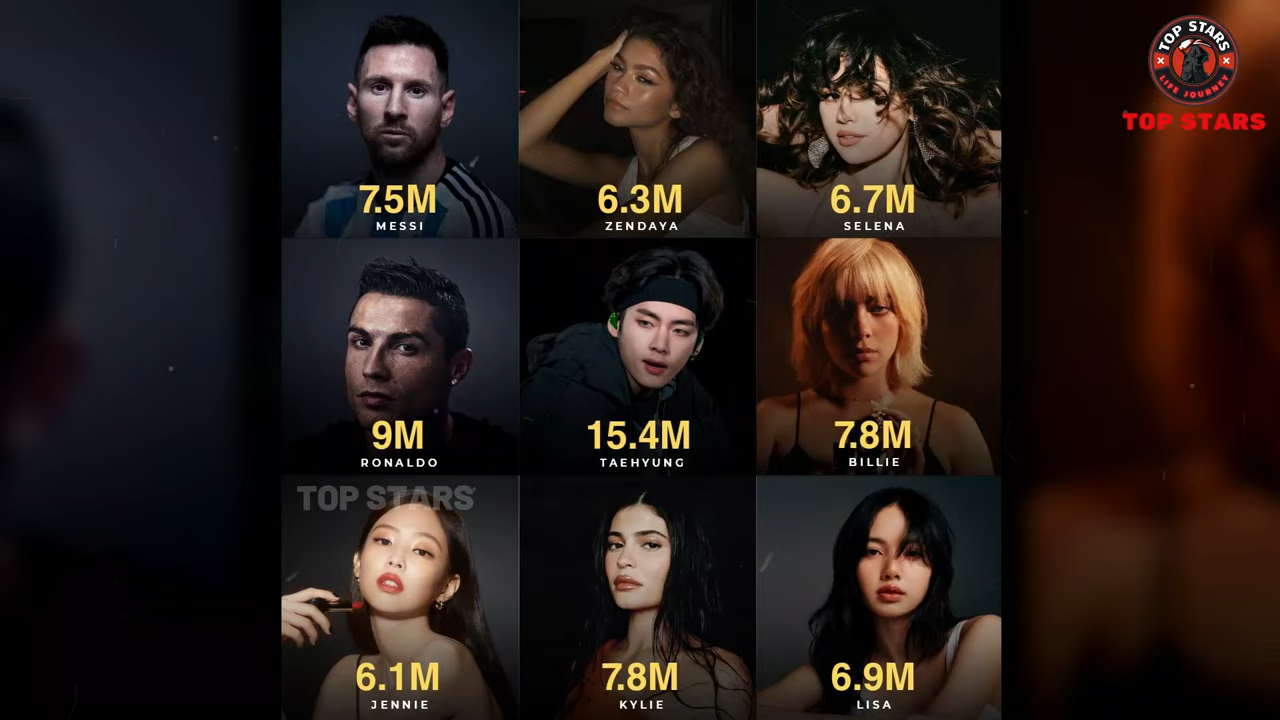 TOP STARS
LIFE JOURNEY
TOP STARS
7.5M
MESSI
6.3M
ZENDAYA
6.7M
SELENA
9M
RONALDO
15.4M
TAEHYUNG
7.8M
BILLIE
TOP STARS
6.1M
JENNIE
7.8M
KYLIE
6.9M
LISA